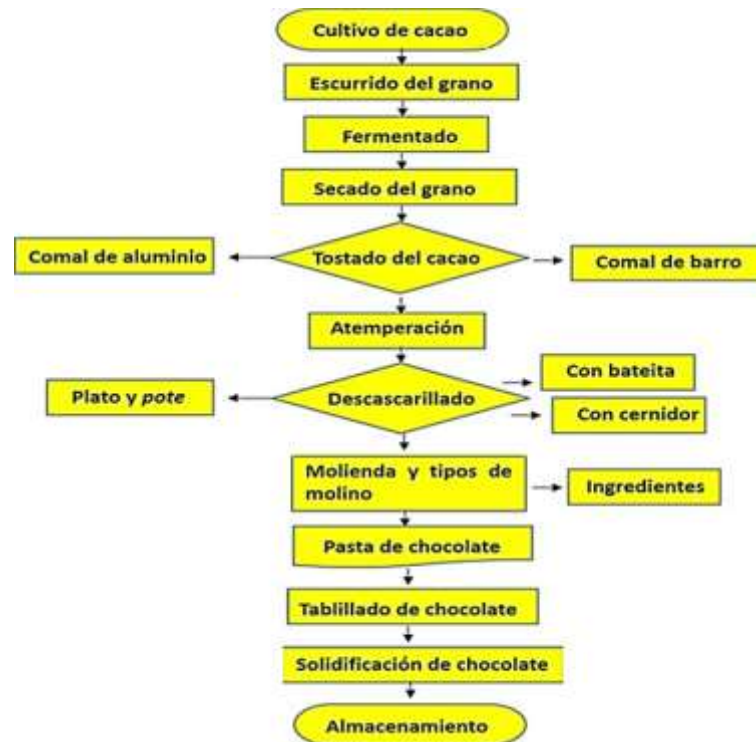 Cultivo de cacao
Escurrido del grano
Fermentado
Secado del grano
Comal de aluminio
Tostado del cacao
Comal de barro
Atemperación
Con bateita
Plato y pote
Descascarillado
Con cernidor
Molienda y tipos de
molino
Ingredientes
Pasta de chocolate
Tablillado de chocolate
Solidificación de chocolate
Almacenamiento